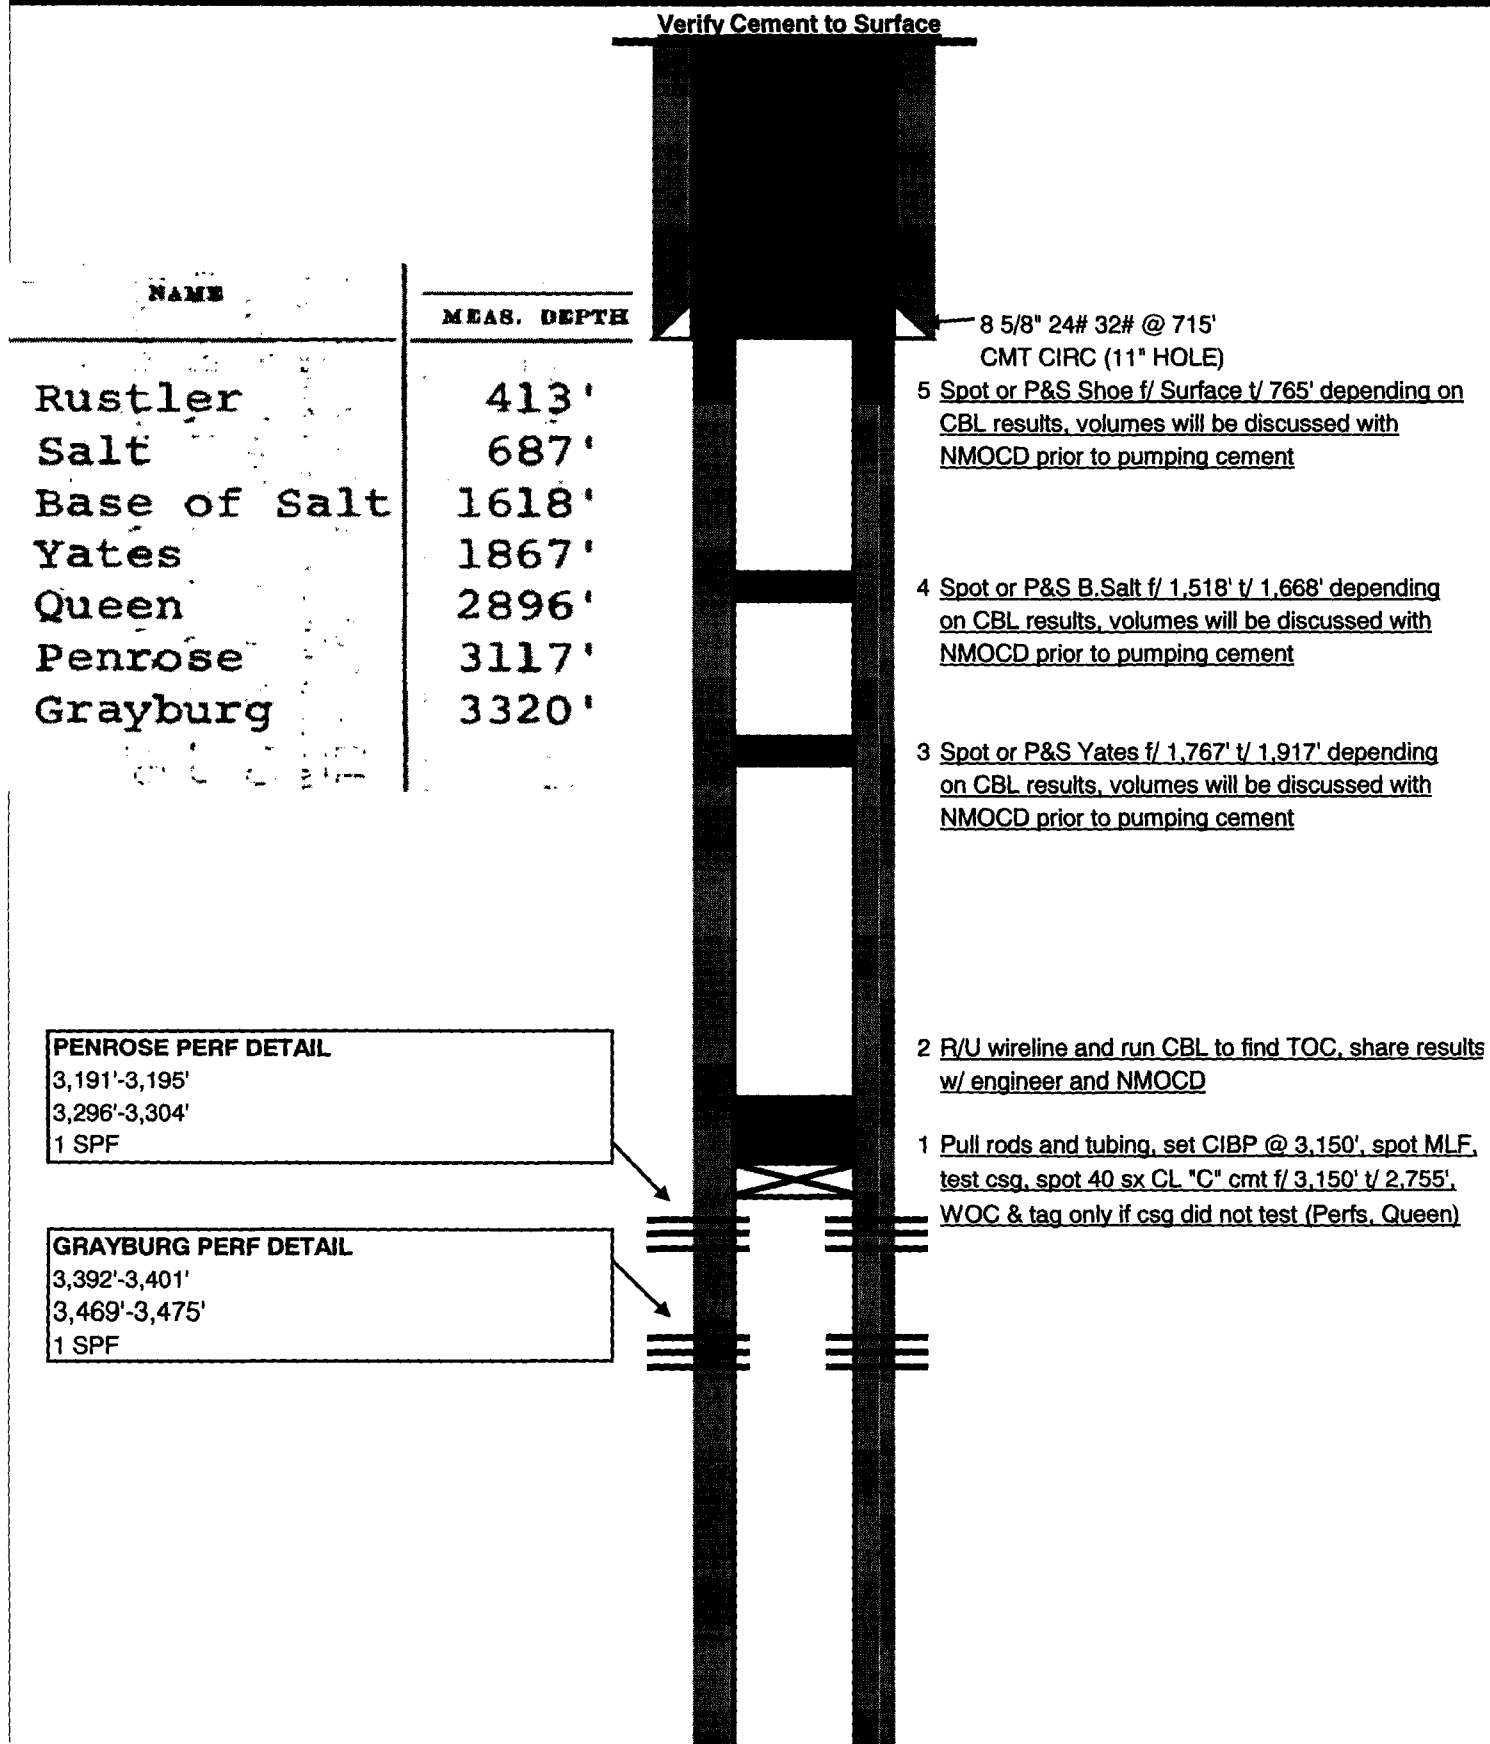 Verify Cement to Surface
NAME
MEAS. DEPTH
Rustler 413'
Salt 687'
Base of Salt 1618'
Yates 1867'
Queen 2896'
Penrose 3117'
Grayburg 3320'
8 5/8" 24# 32# @ 715'
CMT CIRC (11" HOLE)
5 Spot or P&S Shoe f/ Surface t/ 765' depending on
CBL results, volumes will be discussed with
NMOCD prior to pumping cement
4 Spot or P&S B.Salt f/ 1,518' t/ 1,668' depending
on CBL results, volumes will be discussed with
NMOCD prior to pumping cement
3 Spot or P&S Yates f/ 1,767' t/ 1,917' depending
on CBL results, volumes will be discussed with
NMOCD prior to pumping cement
PENROSE PERF DETAIL
3,191'-3,195'
3,296'-3,304'
1 SPF
2 R/U wireline and run CBL to find TOC, share results
w/ engineer and NMOCD
1 Pull rods and tubing, set CIBP @ 3,150', spot MLF,
test csg, spot 40 sx CL "C" cmt f/ 3,150' t/ 2,755',
WOC & tag only if csg did not test (Perfs, Queen)
GRAYBURG PERF DETAIL
3,392'-3,401'
3,469'-3,475'
1 SPF